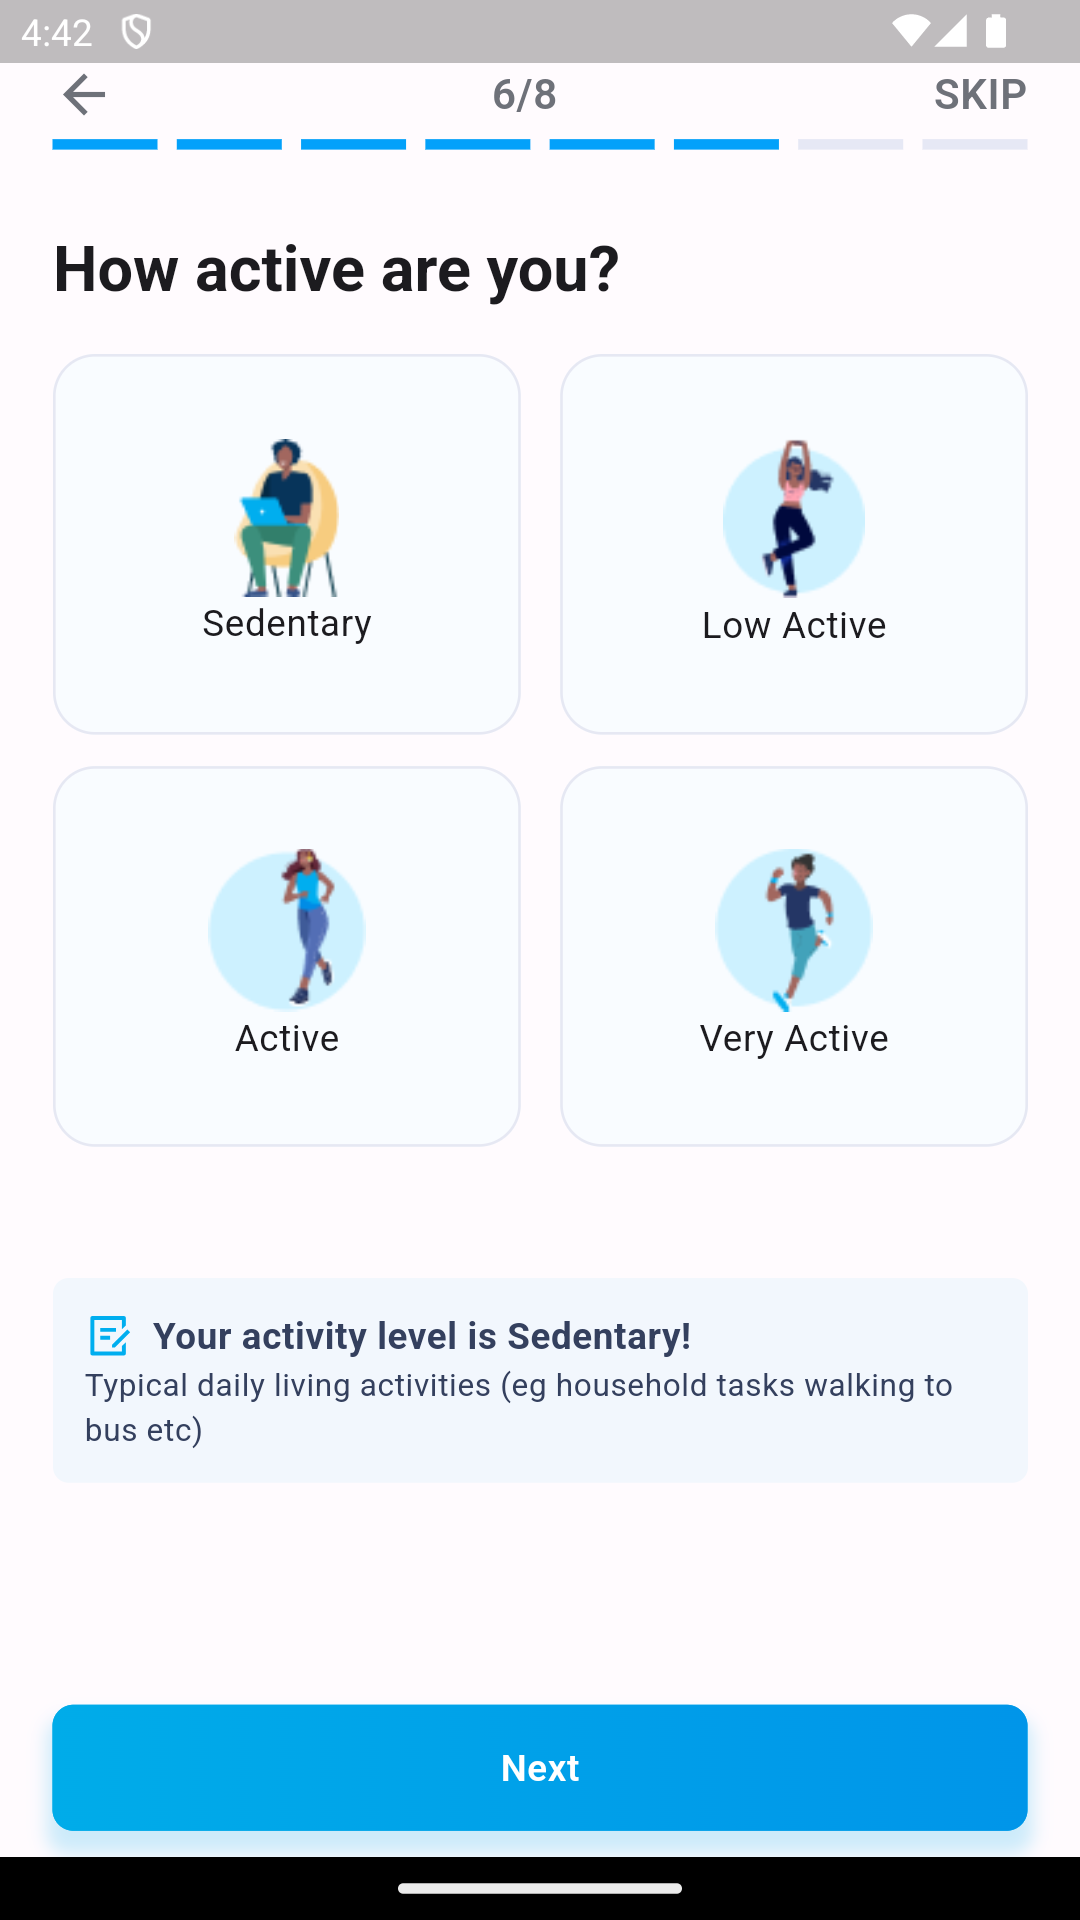 4:42
6/8
SKIP
How active are you?
Sedentary
Low Active
Active
Very Active
Your activity level is Sedentary!
Typical daily living activities (eg household tasks walking to
bus etc)
Next